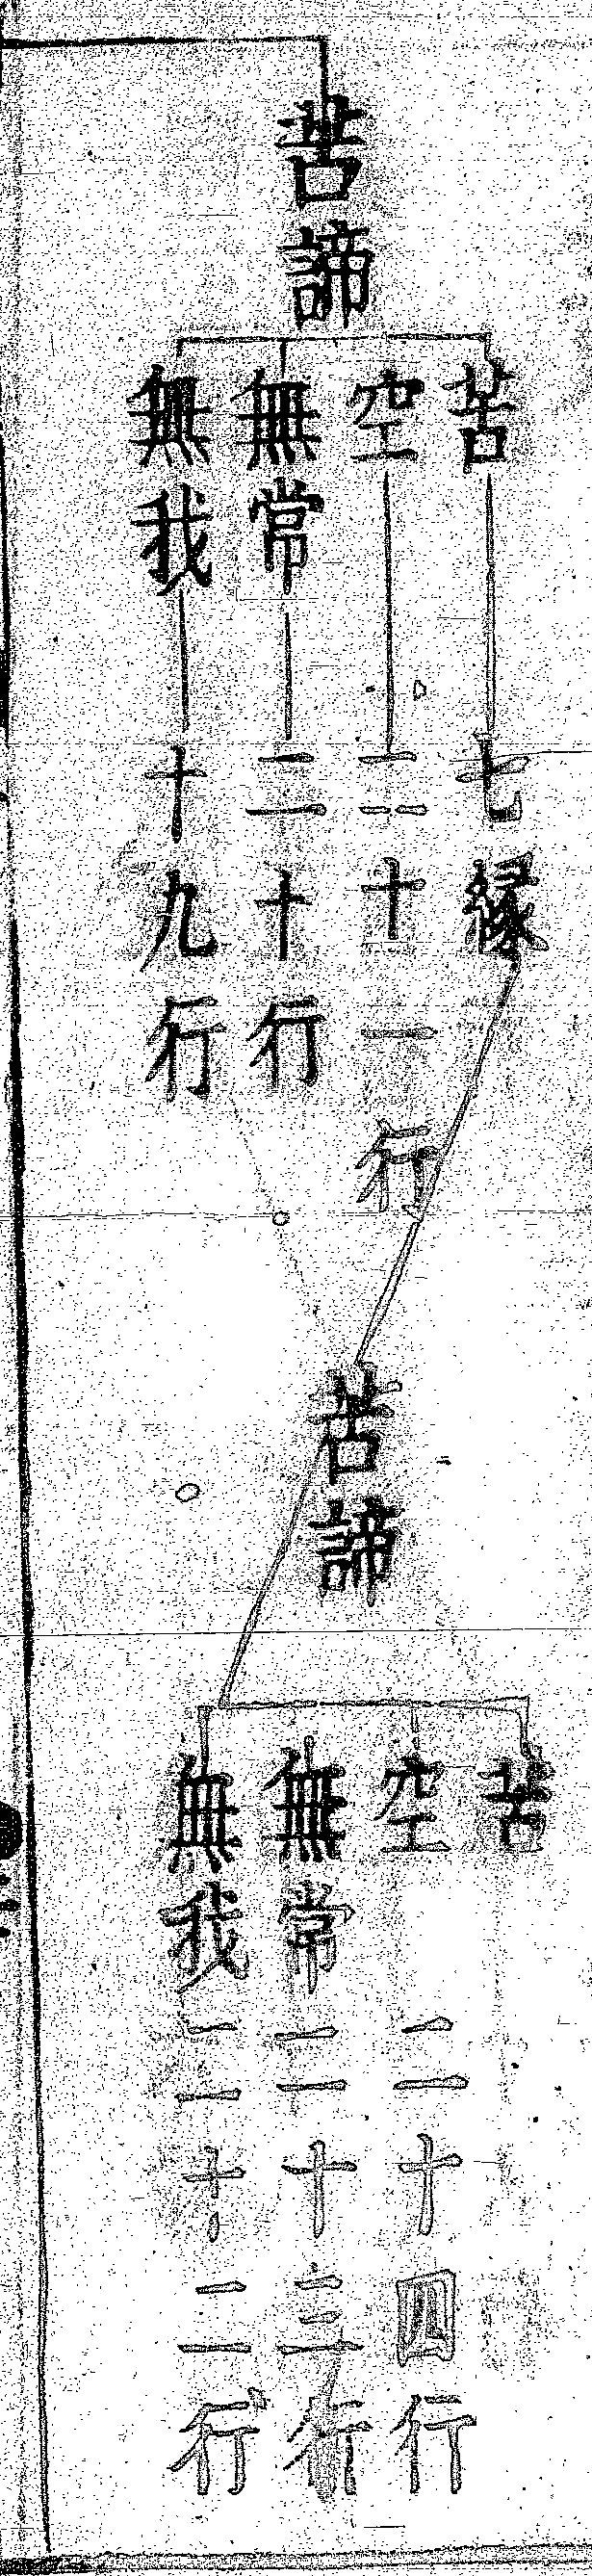 苦諦
苦
七縁
空
二十一行
無常
二十行
無我
十九行
苦諦
苦
空
二十四行
無常
二十三行
無我
二十二行